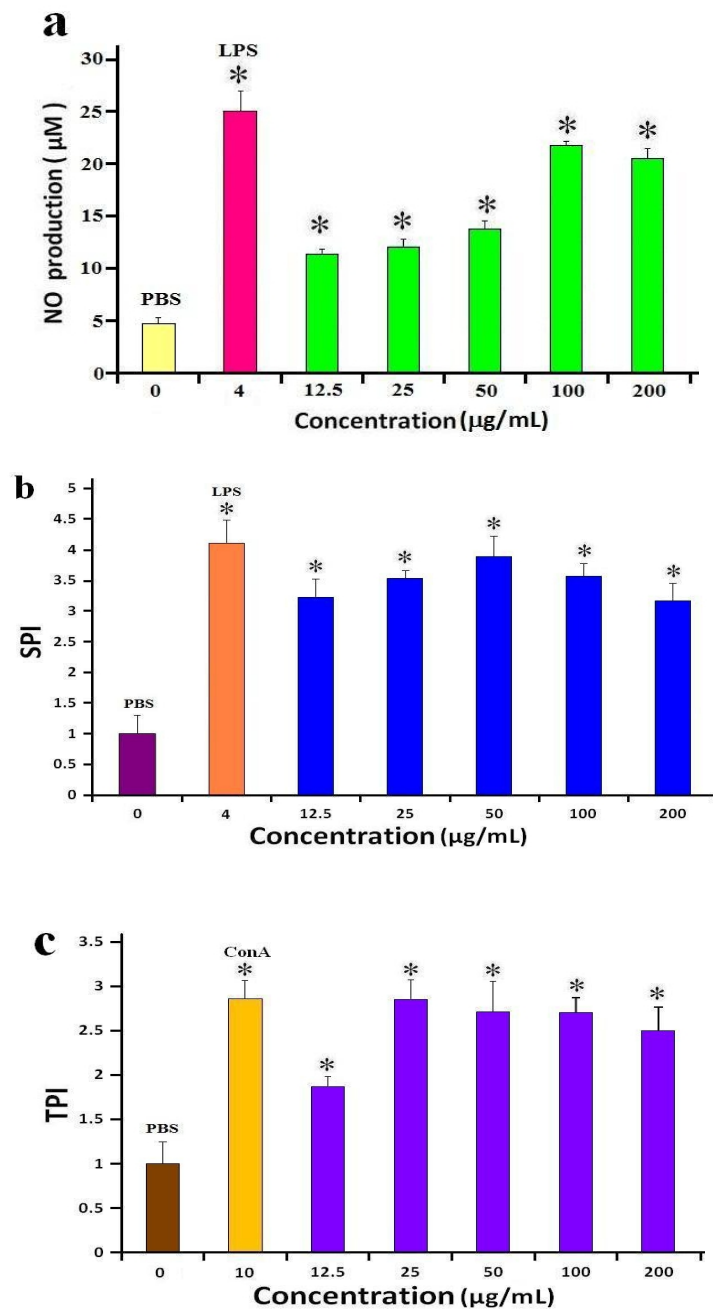 a
30
25
20
15
10
5
0
NO production ( µM )
PBS
LPS
*
*
*
*
*
*
0 4 12.5 25 50 100 200
Concentration (µg/mL)
b
5
4.5
4
3.5
3
2.5
2
1.5
1
0.5
0
SPI
PBS
LPS
*
*
*
*
*
*
0 4 12.5 25 50 100 200
Concentration (µg/mL)
c
3.5
3
2.5
2
1.5
1
0.5
0
TPI
PBS
ConA
*
*
*
*
*
*
0 10 12.5 25 50 100 200
Concentration (µg/mL)